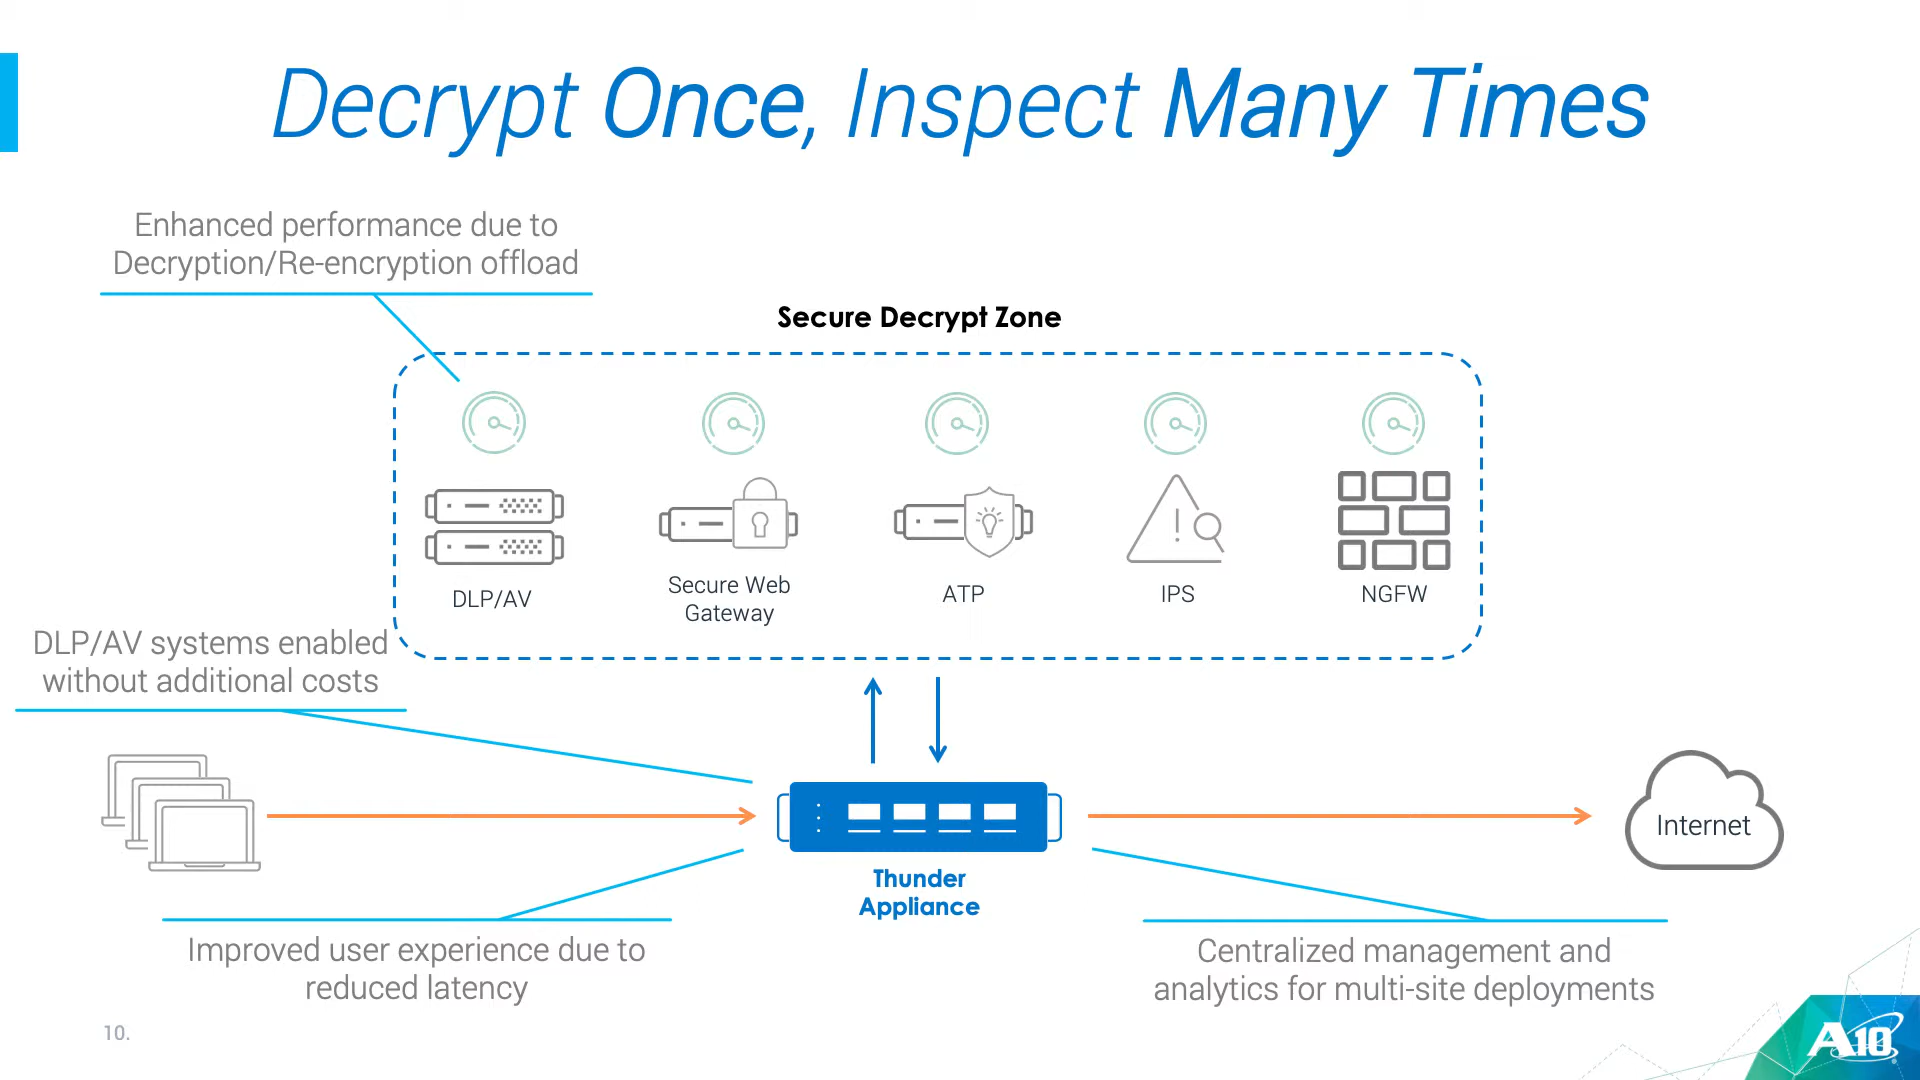 Decrypt Once, Inspect Many Times
Enhanced performance due to
Decryption/Re-encryption offload
Secure Decrypt Zone
DLP/AV
Secure Web
Gateway
ATP
IPS
NGFW
DLP/AV systems enabled
without additional costs
Internet
Thunder
Appliance
Improved user experience due to
reduced latency
Centralized management and
analytics for multi-site deployments
10.
A10